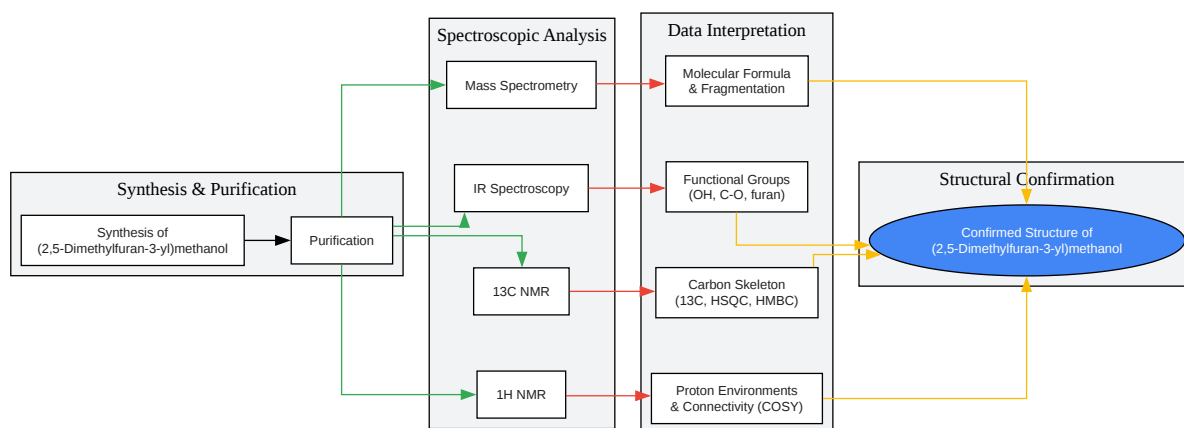 Synthesis & Purification
Synthesis of
(2,5-Dimethylfuran-3-yl)methanol
Purification
Spectroscopic Analysis
Mass Spectrometry
IR Spectroscopy
13C NMR
1H NMR
Data Interpretation
Molecular Formula
& Fragmentation
Functional Groups
(OH, C-O, furan)
Carbon Skeleton
(13C, HSQC, HMBC)
Proton Environments
& Connectivity (COSY)
Structural Confirmation
Confirmed Structure of
(2,5-Dimethylfuran-3-yl)methanol